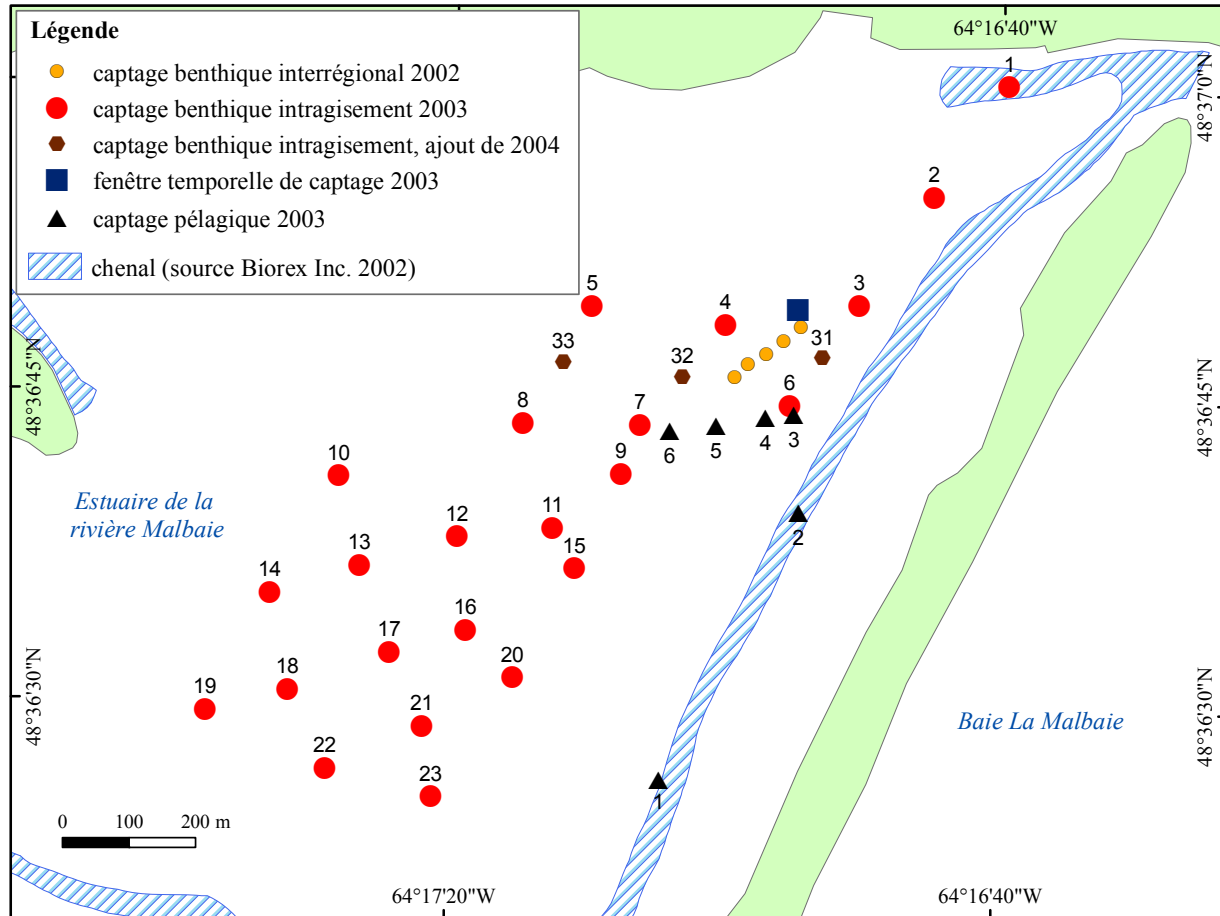 Légende
captage benthique interrégional 2002
captage benthique intragisement 2003
captage benthique intragisement, ajout de 2004
fenêtre temporelle de captage 2003
captage pélagique 2003
chenal (source Biorex Inc. 2002)
64°16'40"W
48°37'0"N
1
2
3
4
5
31
32
33
6
7
8
9
3
4
5
6
48°36'45"N
48°36'45"N
10
Estuaire de la
rivière Malbaie
11
12
13
14
15
2
16
17
18
19
20
21
22
23
48°36'30"N
48°36'30"N
Baie La Malbaie
1
0 100 200 m
64°17'20"W
64°16'40"W